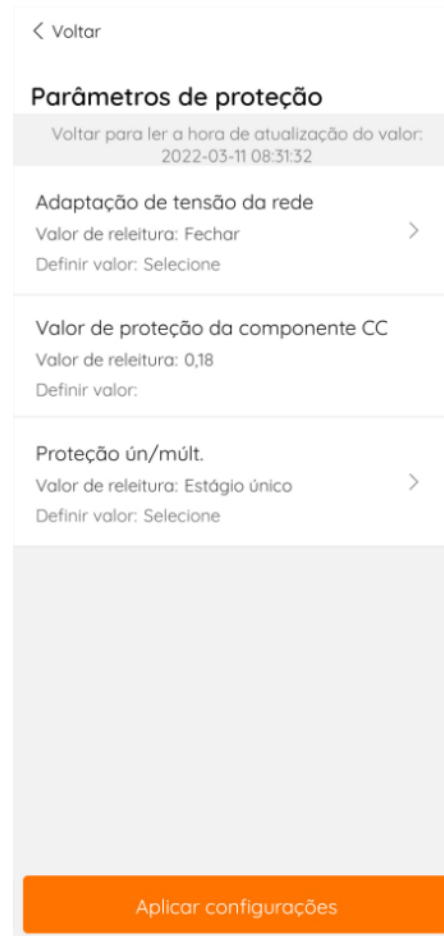 Voltar
Parâmetros de proteção
Voltar para ler a hora de atualização do valor:
2022-03-11 08:31:32
Adaptação de tensão da rede
Valor de releitura: Fechar
Definir valor: Selecione
Valor de proteção da componente CC
Valor de releitura: 0,18
Definir valor:
Proteção ún/múlt.
Valor de releitura: Estágio único
Definir valor: Selecione
Aplicar configurações